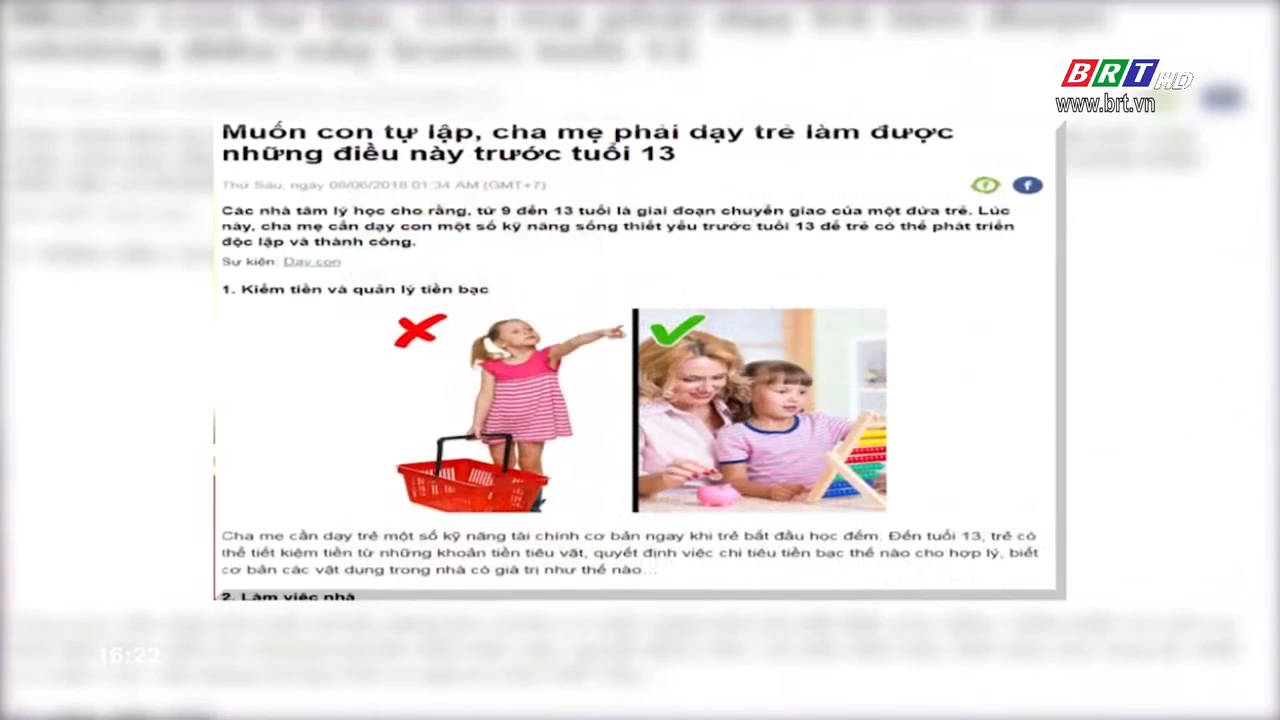 BRT HD
www.brt.vn
Muốn con tự lập, cha mẹ phải dạy trẻ làm được
những điều này trước tuổi 13
Thứ Sáu, ngày 08/06/2018 01:34 AM (GMT+7)
Các nhà tâm lý học cho rằng, từ 9 đến 13 tuổi là giai đoạn chuyển giao của một đứa trẻ. Lúc
này, cha mẹ cần dạy con một số kỹ năng sống thiết yếu trước tuổi 13 để trẻ có thể phát triển
độc lập và thành công.
Sự kiện: Dạy con
1. Kiếm tiền và quản lý tiền bạc
Cha mẹ cần dạy trẻ một số kỹ năng tài chính cơ bản ngay khi trẻ bắt đầu học đếm. Đến tuổi 13, trẻ có
thể tiết kiệm tiền từ những khoản tiền tiêu vặt, quyết định việc chi tiêu tiền bạc thế nào cho hợp lý, biết
cơ bản các vật dụng trong nhà có giá trị như thế nào...
2. Làm việc nhà
16:22